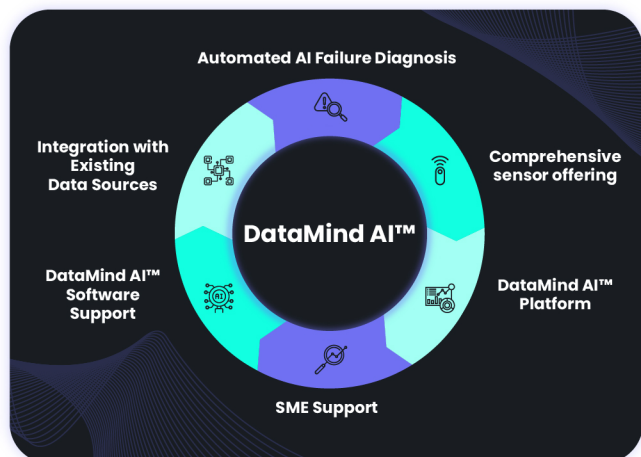 Automated AI Failure Diagnosis
Integration with
Existing
Data Sources
Comprehensive
sensor offering
DataMind AI™
DataMind AI™
Software
Support
AI
DataMind AI™
Platform
SME Support